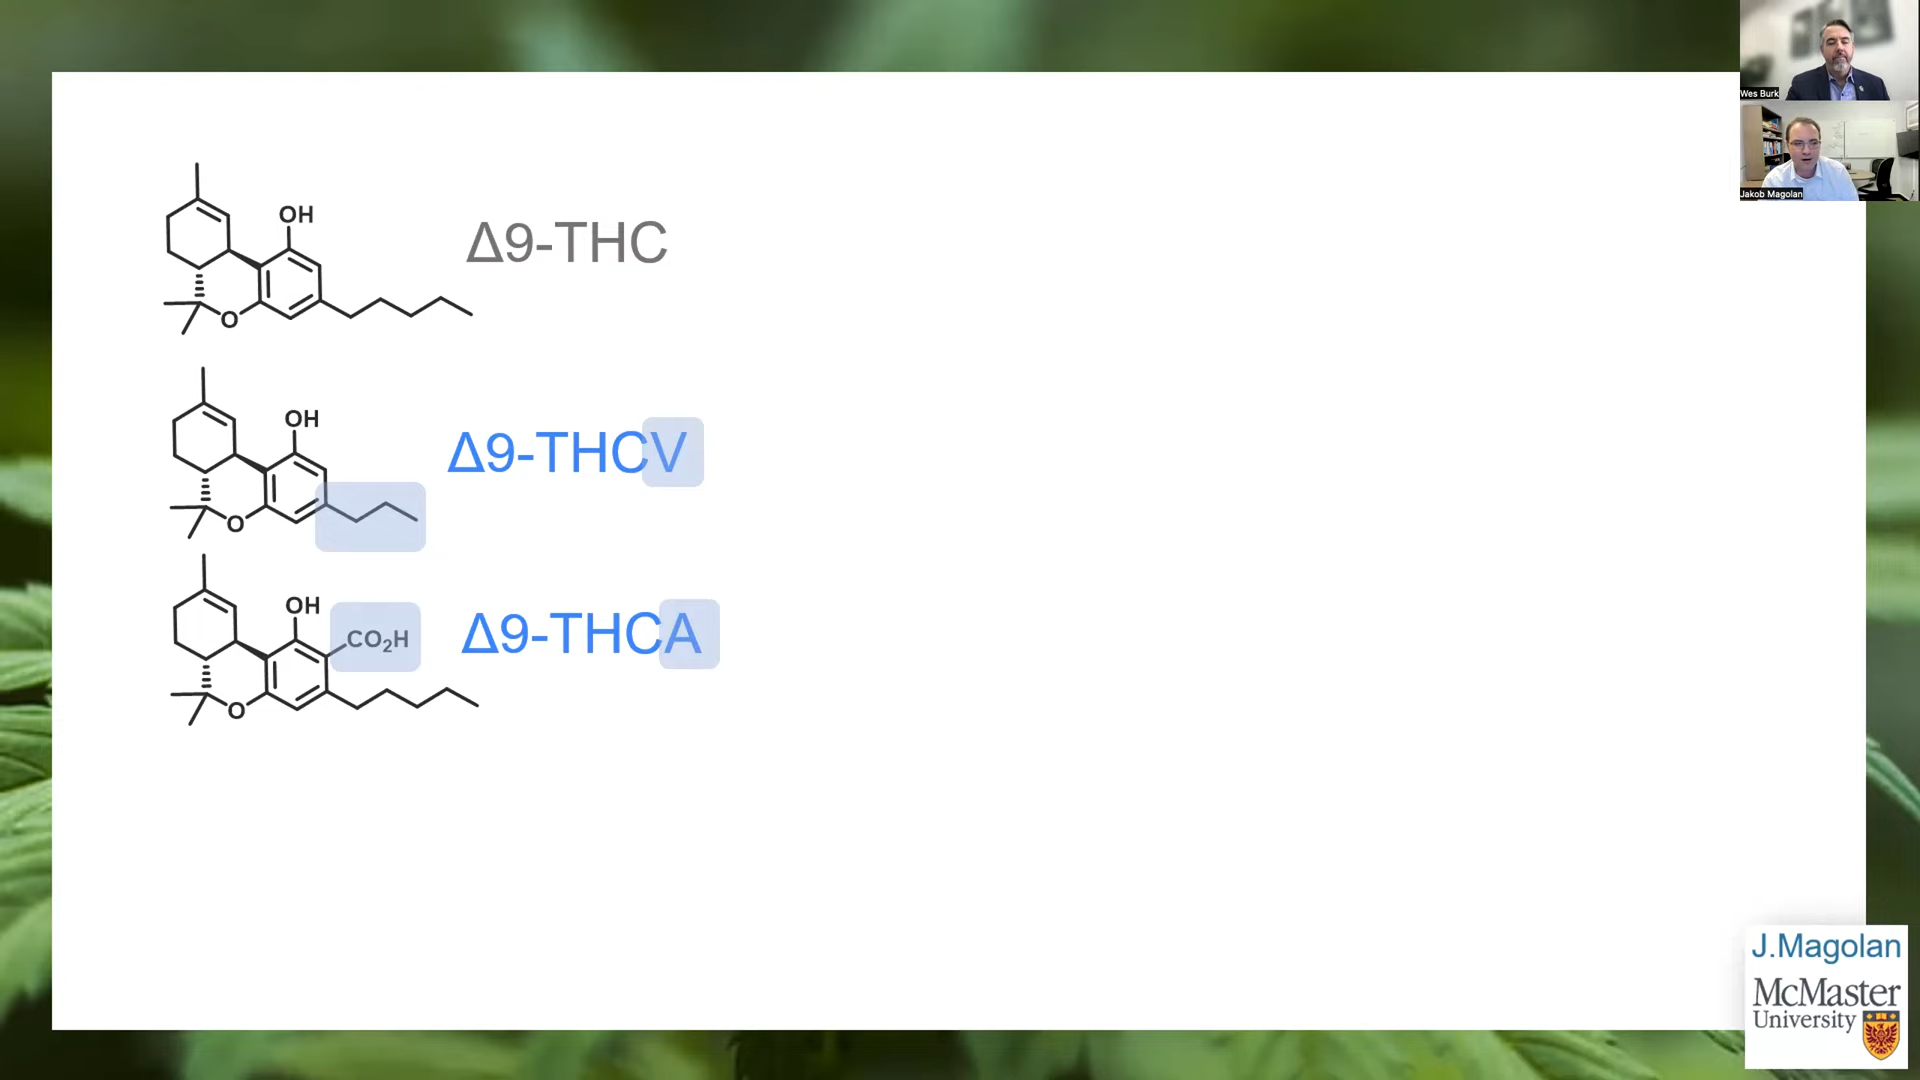 Wes Burk
Jakob Magolan
OH
O
Δ9-THC
OH
O
Δ9-THCV
OH
CO₂H
O
Δ9-THCA
J.Magolan
McMaster
University